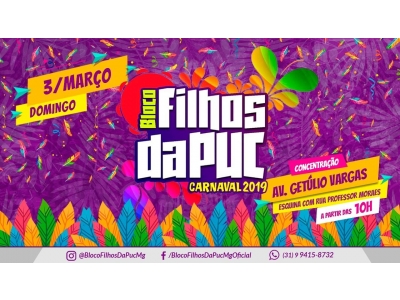 3/MARÇO
DOMINGO
Bloco
Filhos
da PUC
CARNAVAL 2019
CONCENTRAÇÃO
AV. GETÚLIO VARGAS
ESQUINA COM RUA PROFESSOR MORAES
A PARTIR DAS 10H
@BlocoFilhosDaPucMg
/BlocoFilhosDaPucMgOficial
(31) 9 9415-8732